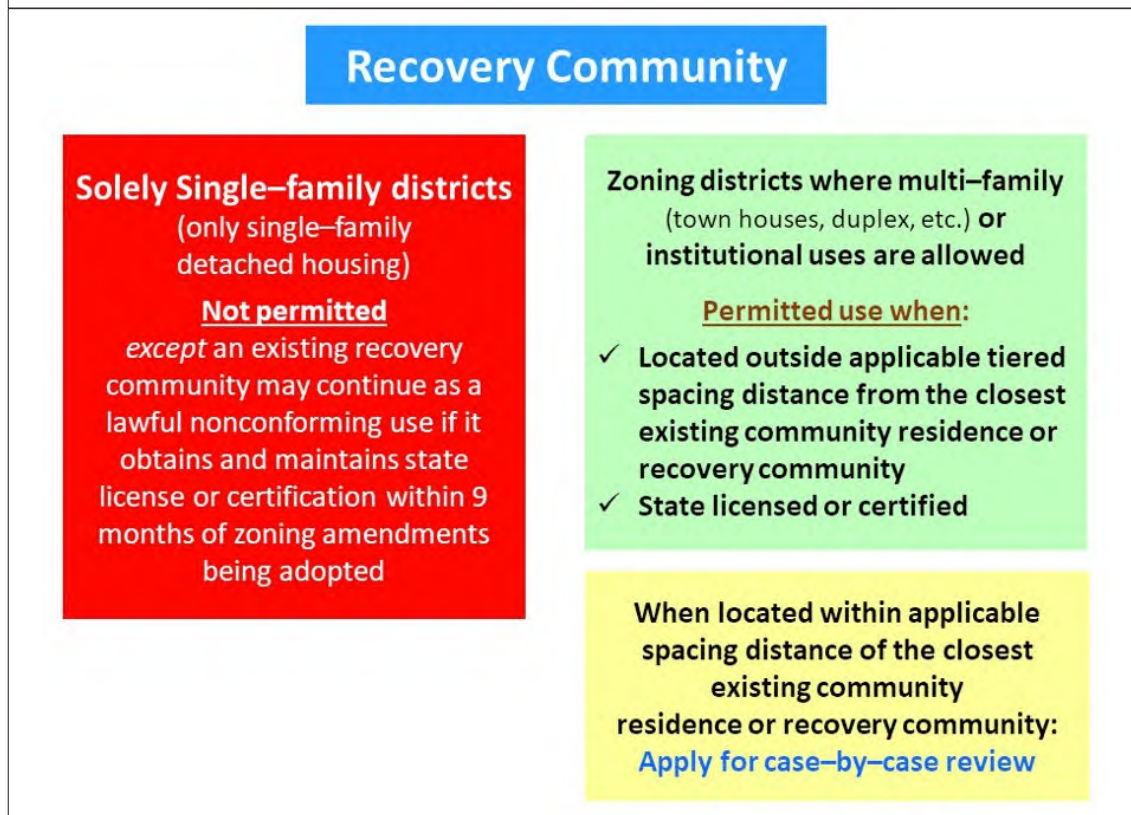 Recovery Community
Solely Single–family districts
(only single–family
detached housing)
Not permitted
except an existing recovery
community may continue as a
lawful nonconforming use if it
obtains and maintains state
license or certification within 9
months of zoning amendments
being adopted
Zoning districts where multi–family
(town houses, duplex, etc.) or
institutional uses are allowed
Permitted use when:
✓ Located outside applicable tiered
spacing distance from the closest
existing community residence or
recovery community
✓ State licensed or certified
When located within applicable
spacing distance of the closest
existing community
residence or recovery community:
Apply for case–by–case review